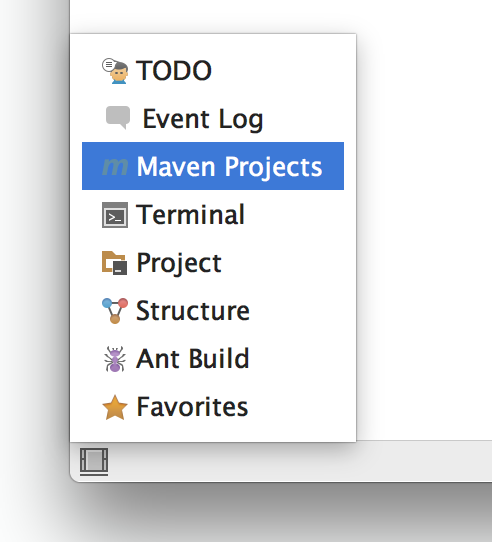 TODO
Event Log
m Maven Projects
Terminal
Project
Structure
Ant Build
Favorites